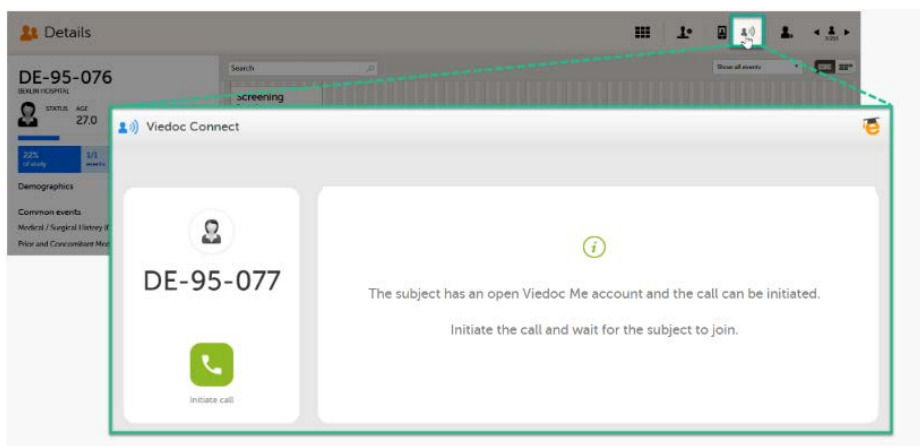 Details
DE-95-076
BERLIN HOSPITAL
STATUS AGE
27.0
22% 1/1
of study events
Demographics
Common events
Medical / Surgical History
Prior and Concomitant
Search
Show all events
Screening
Viedoc Connect
DE-95-077
Initiate call
The subject has an open Viedoc Me account and the call can be initiated.
Initiate the call and wait for the subject to join.